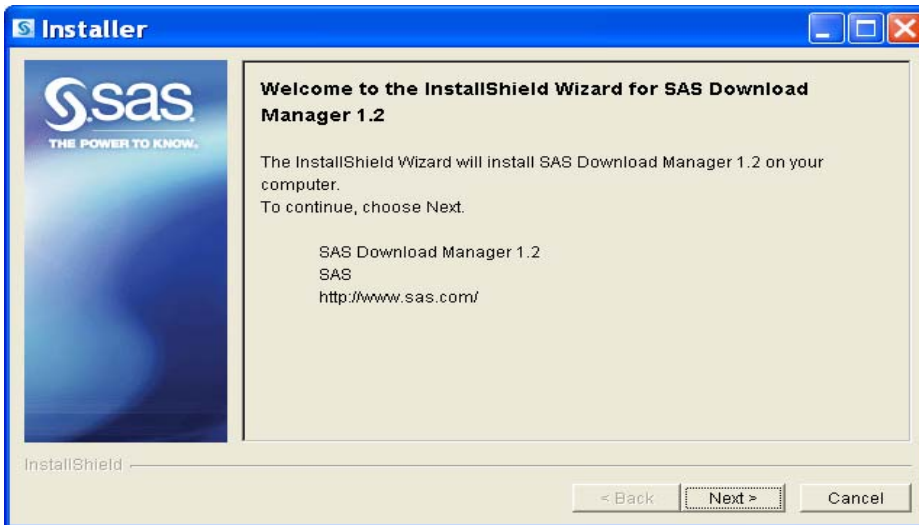 Installer
sas
THE POWER TO KNOW.
Welcome to the InstallShield Wizard for SAS Download
Manager 1.2
The InstallShield Wizard will install SAS Download Manager 1.2 on your
computer.
To continue, choose Next.
SAS Download Manager 1.2
SAS
http://www.sas.com/
InstallShield
< Back
Next >
Cancel